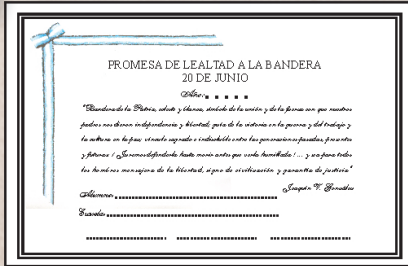 PROMESA DE LEALTAD A LA BANDERA
20 DE JUNIO
Año:.....
"Bandera de la Patria, celeste y blanca, símbolo de la unión y de la fuerza con que nuestros
padres nos dieron independencia y libertad; guía de la victoria en la guerra y del trabajo y
la cultura en la paz; vínculo sagrado e indisoluble entre las generaciones pasadas, presentes
y futuras: ¡Juremos defenderla hasta morir antes que verla humillada! ... y sea para todos
los hombres mensajera de la libertad, signo de civilización y garantía de justicia"
Joaquín V. González
Alumno:
Escuela: